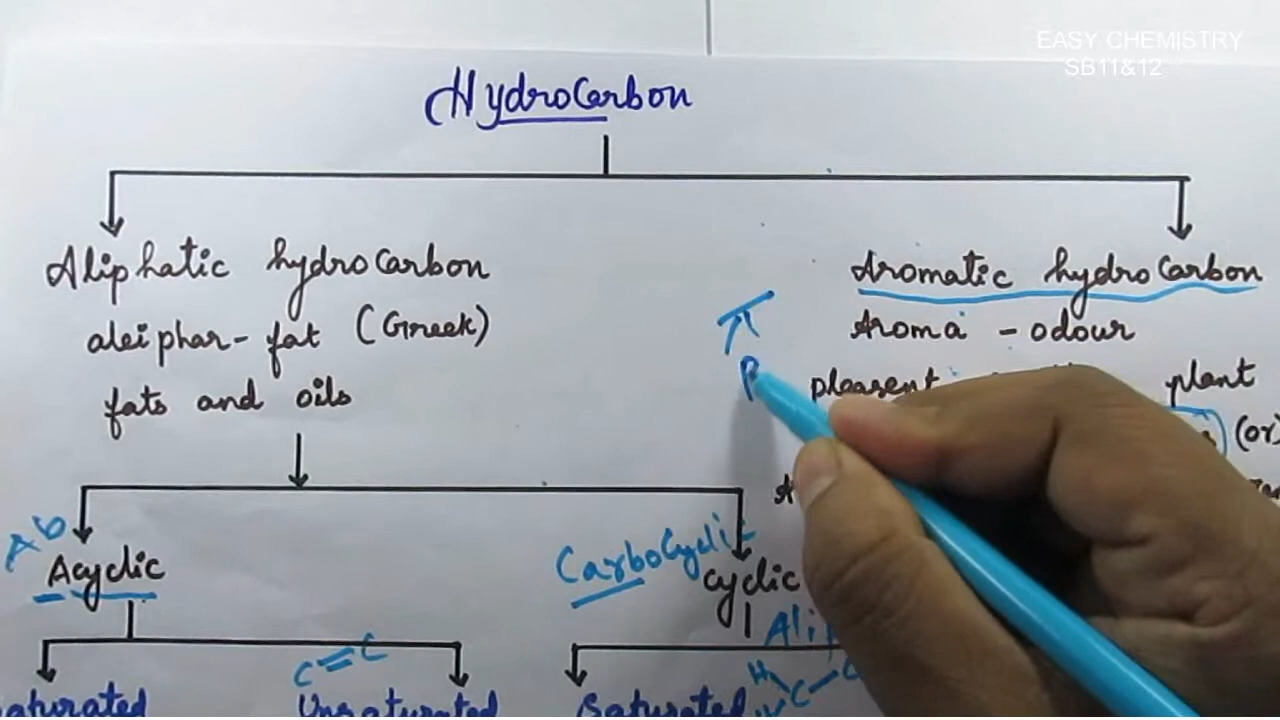 EASY CHEMISTRY
SB11&12
Hydrocarbon
Aliphatic hydrocarbon
aleiphar - fat (Greek)
fats and oils
Aromatic hydrocarbon
Aroma - odour
pleasent plant
(or)
π
Ab
Acyclic
Carbocyclic
cyclic
C=C
Unsaturated
Saturated
H
C